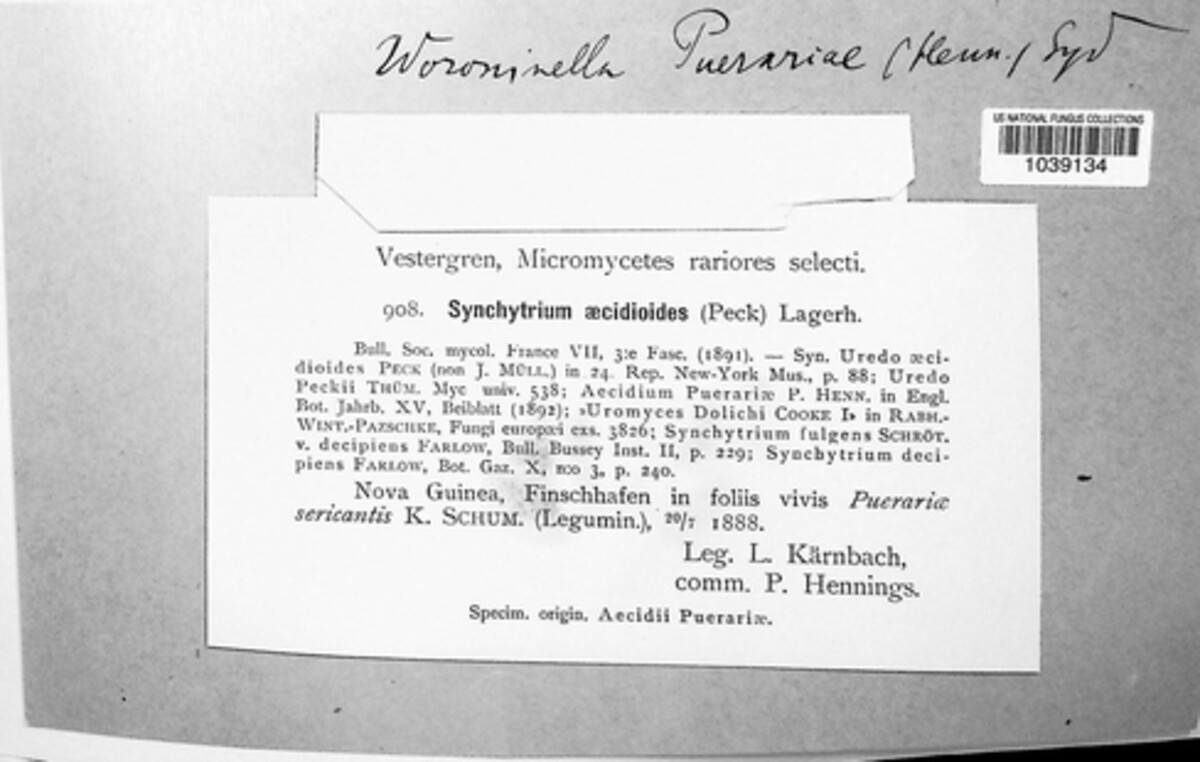 Woroninella Puerariae (Henn.) Syd
US NATIONAL FUNGUS COLLECTIONS
1039134
Vestergren, Micromycetes rariores selecti.
908. Synchytrium æcidioides (Peck) Lagerh.
Bull. Soc. mycol. France VII, 3:e Fasc. (1891). — Syn. Uredo æci-
dioides PECK (non J. MÜLL.) in 24. Rep. New-York Mus., p. 88; Uredo
Peckii THÜM. Myc univ. 538; Aecidium Puerariæ P. HENN. in Engl.
Bot. Jahrb. XV, Beiblatt (1892); »Uromyces Dolichi COOKE I» in RABH.-
WINT.-PAZSCHKE, Fungi europæi exs. 3826; Synchytrium fulgens SCHRÖT.
v. decipiens FARLOW, Bull. Bussey Inst. II, p. 229; Synchytrium deci-
piens FARLOW, Bot. Gaz. X, no 3, p. 240.
Nova Guinea, Finschhafen in foliis vivis Puerariæ
sericantis K. SCHUM. (Legumin.), 20/7 1888.
Leg. L. Kärnbach,
comm. P. Hennings.
Specim. origin. Aecidii Puerariæ.